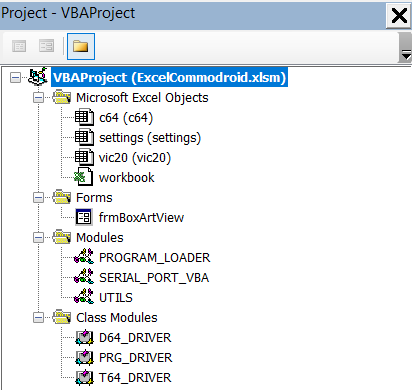 Project - VBAProject
VBAProject (ExcelCommodroid.xlsm)
Microsoft Excel Objects
c64 (c64)
settings (settings)
vic20 (vic20)
workbook
Forms
frmBoxArtView
Modules
PROGRAM_LOADER
SERIAL_PORT_VBA
UTILS
Class Modules
D64_DRIVER
PRG_DRIVER
T64_DRIVER